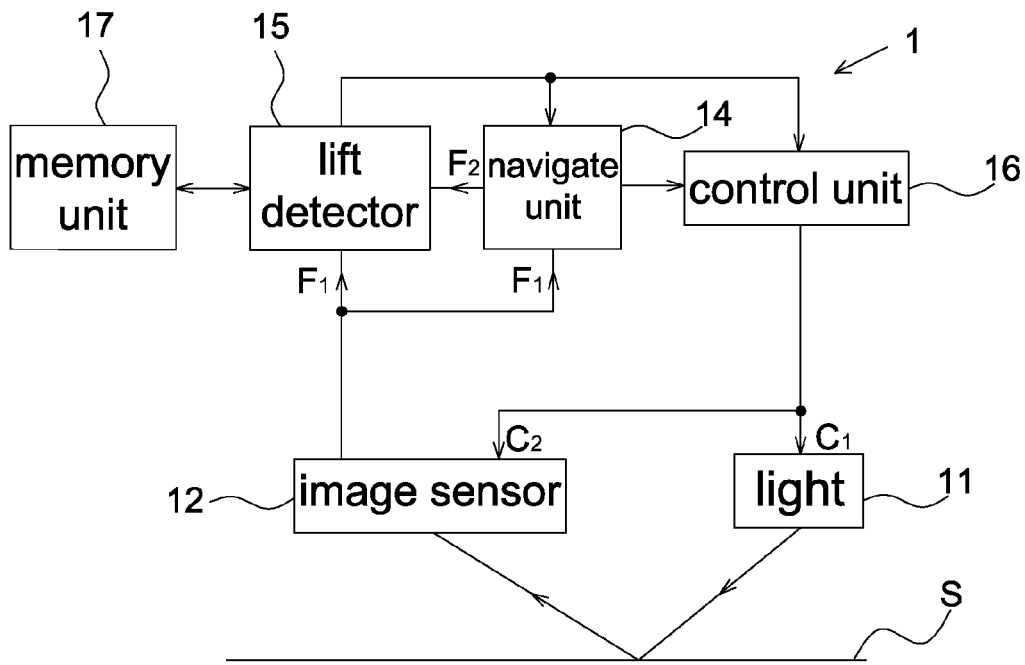 17
15
1
14
memory
unit
lift
detector
F2
navigate
unit
control unit
16
F1
F1
C2
C1
12
image sensor
light
11
S